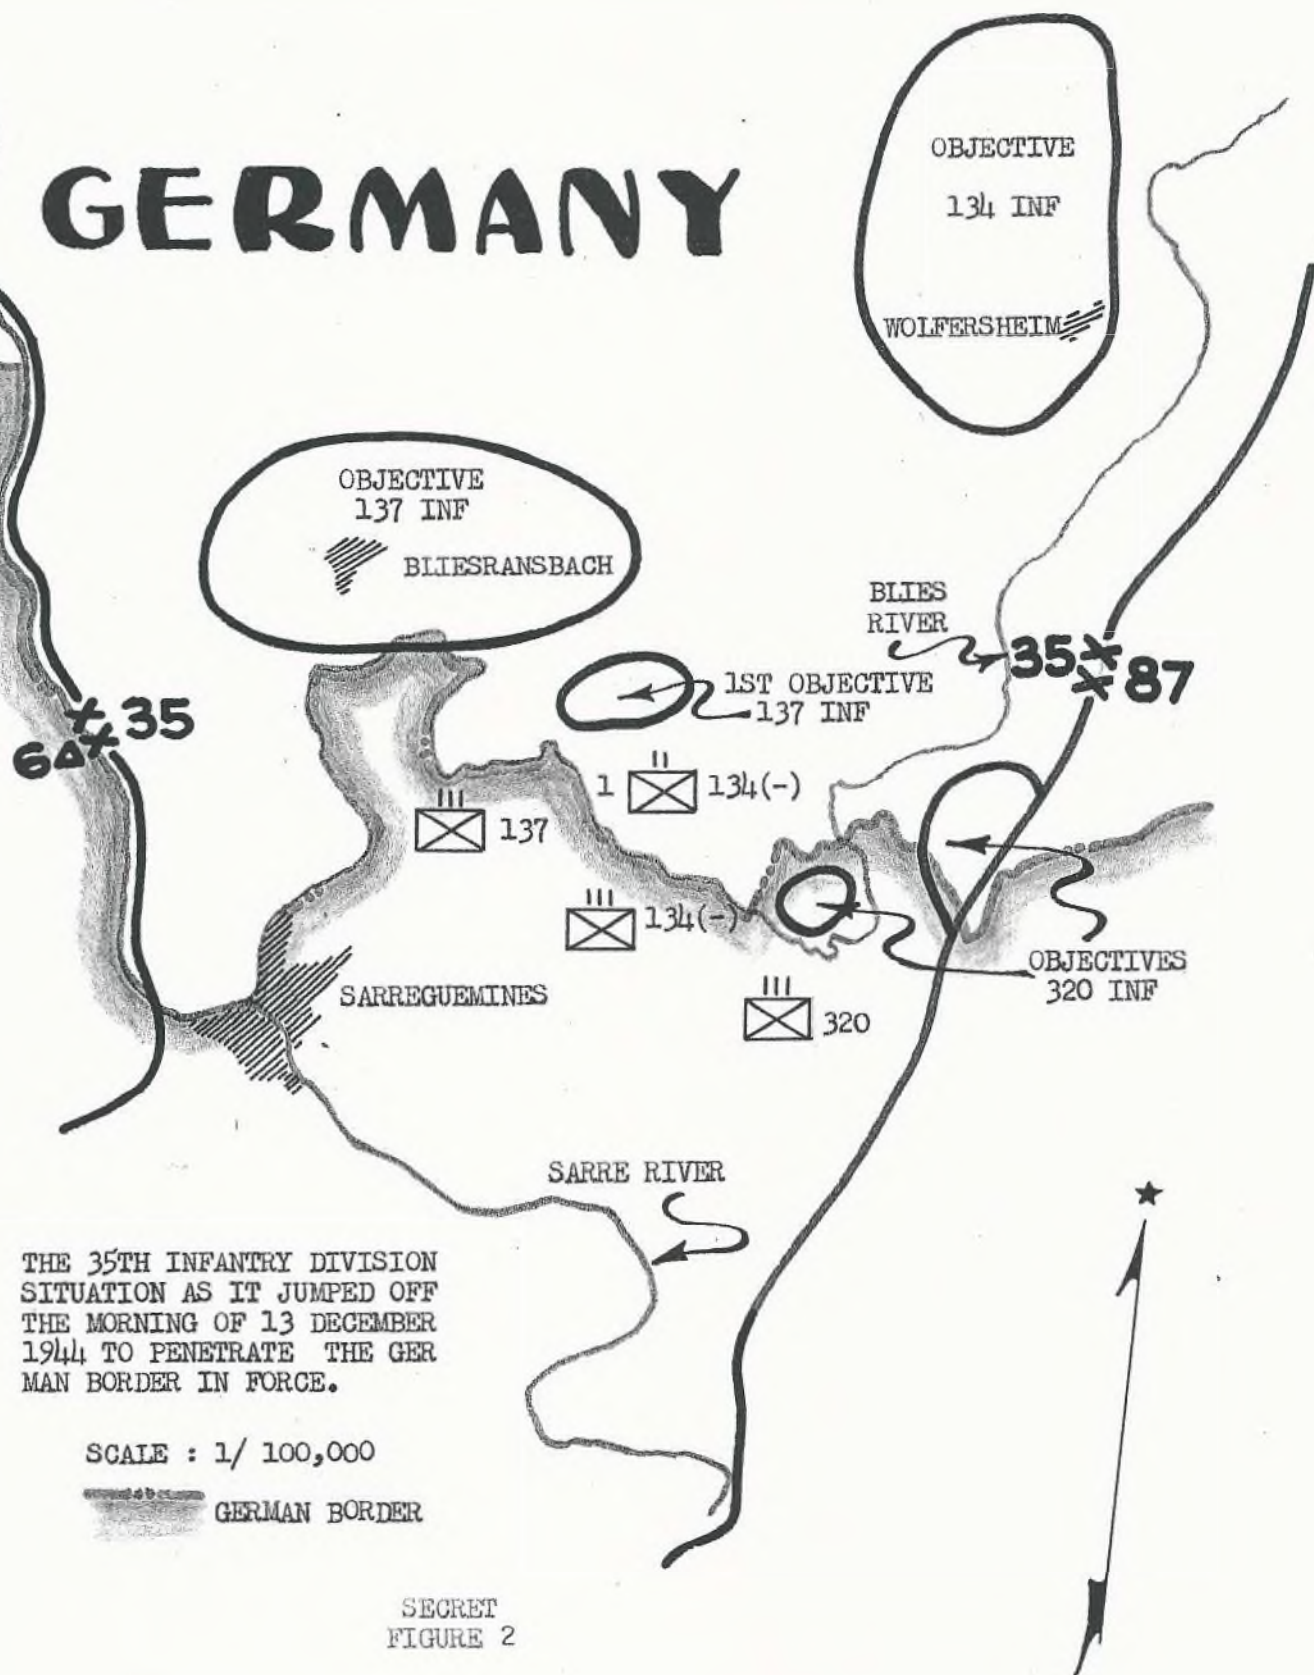 GERMANY
OBJECTIVE
134 INF
WOLFERSHEIM
OBJECTIVE
137 INF
BLIESRANSBACH
BLIES
RIVER
35
87
1ST OBJECTIVE
137 INF
35
6
1
134(-)
137
134(-)
OBJECTIVES
320 INF
320
SARREGUEMINES
SARRE RIVER
THE 35TH INFANTRY DIVISION
SITUATION AS IT JUMPED OFF
THE MORNING OF 13 DECEMBER
1944 TO PENETRATE THE GER
MAN BORDER IN FORCE.
SCALE : 1/ 100,000
GERMAN BORDER
SECRET
FIGURE 2